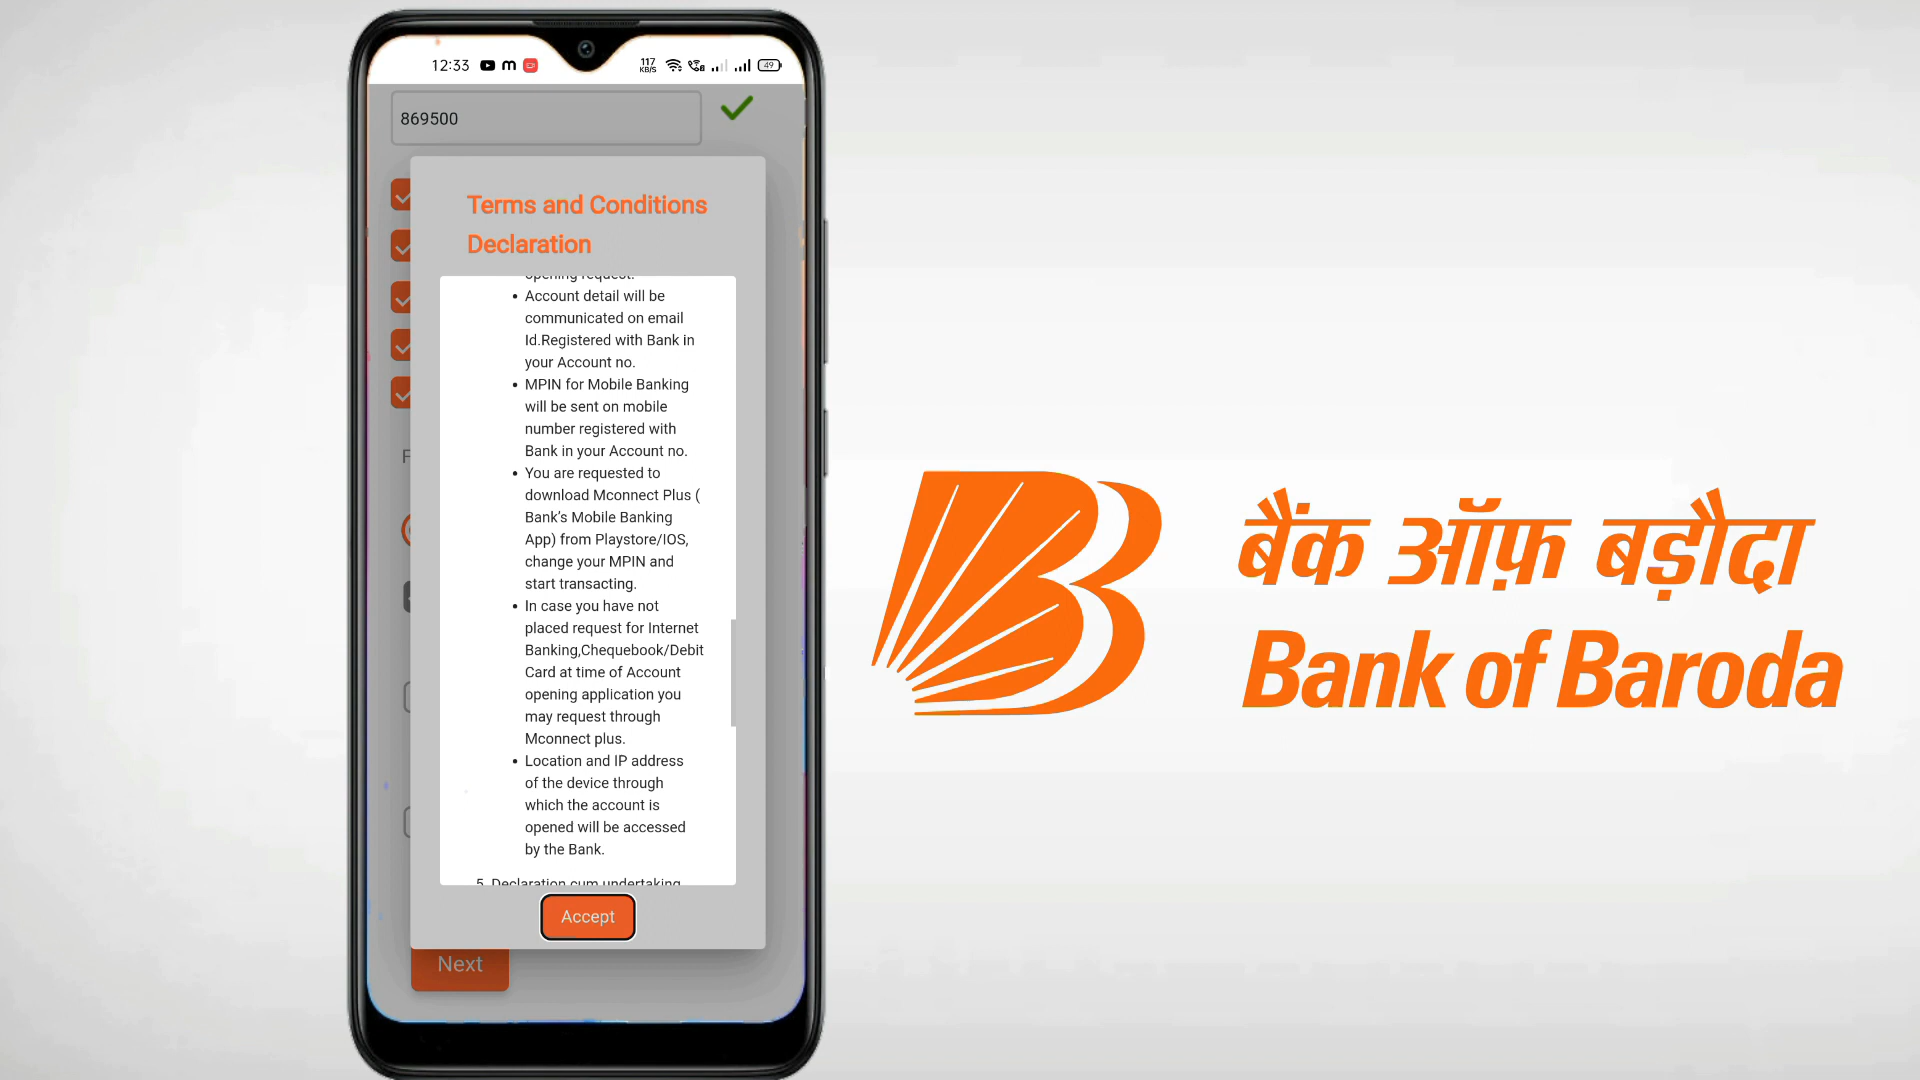 12:33
117
KB/S
49
869500
Terms and Conditions
Declaration
opening request.
• Account detail will be
communicated on email
Id.Registered with Bank in
your Account no.
• MPIN for Mobile Banking
will be sent on mobile
number registered with
Bank in your Account no.
• You are requested to
download Mconnect Plus (
Bank’s Mobile Banking
App) from Playstore/IOS,
change your MPIN and
start transacting.
• In case you have not
placed request for Internet
Banking,Chequebook/Debit
Card at time of Account
opening application you
may request through
Mconnect plus.
• Location and IP address
of the device through
which the account is
opened will be accessed
by the Bank.
5. Declaration cum undertaking
Accept
Next
बैंक ऑफ़ बड़ौदा
Bank of Baroda